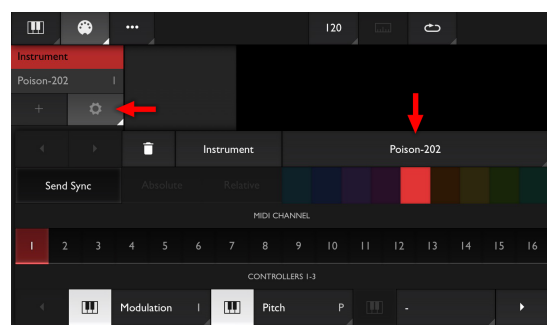 120
Instrument
Poison-202 1
+
Instrument Poison-202
Send Sync Absolute Relative
MIDI CHANNEL
1 2 3 4 5 6 7 8 9 10 11 12 13 14 15 16
CONTROLLERS 1-3
Modulation 1 Pitch P -